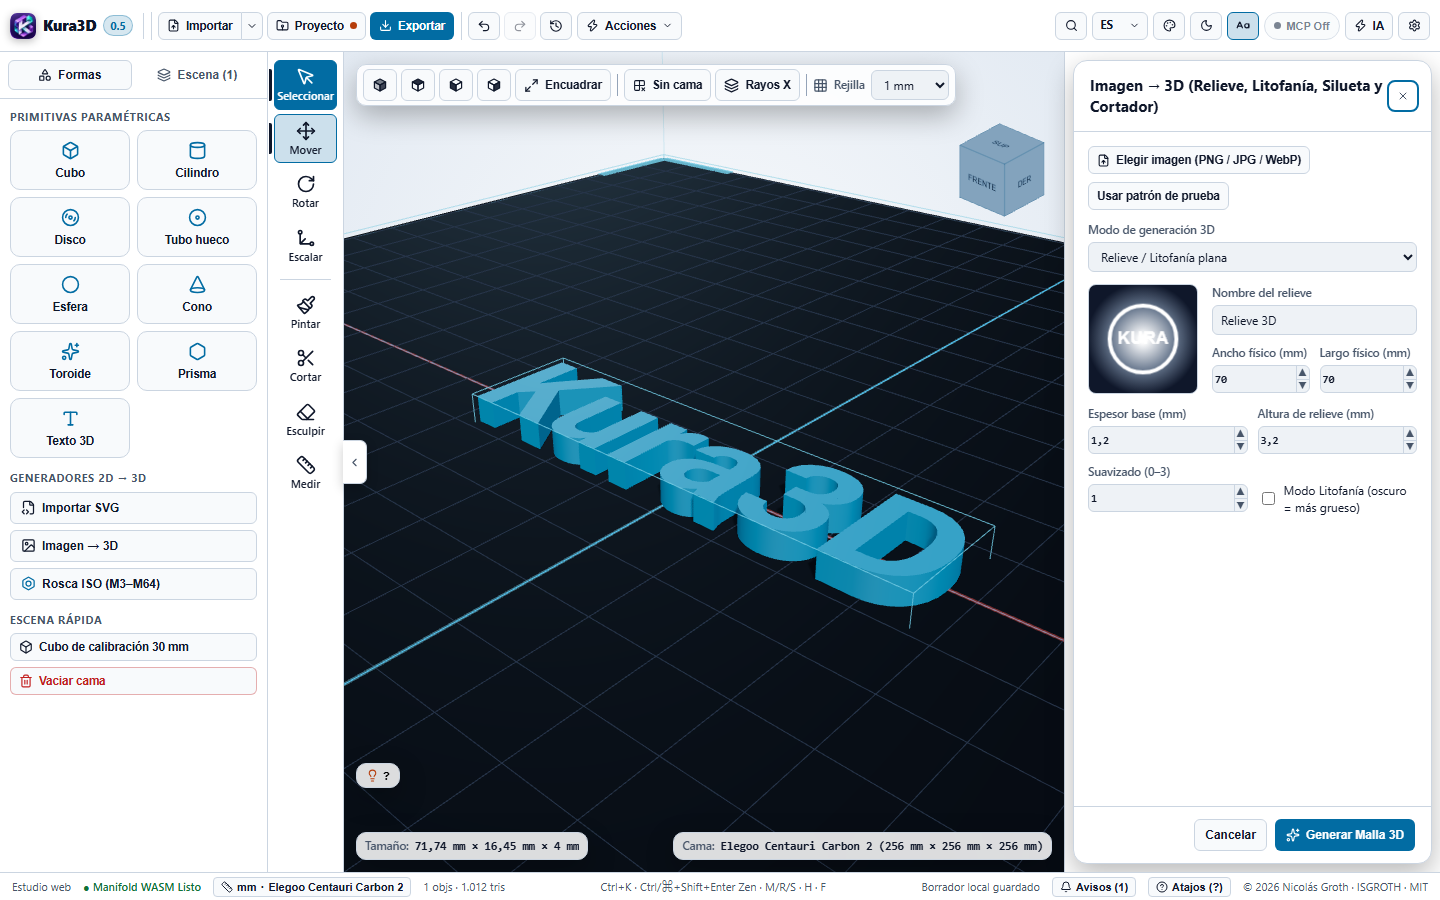 Kura3D 0.5 Importar Proyecto Exportar Acciones ES MCP Off IA
Formas Escena (1)
PRIMITIVAS PARAMÉTRICAS
Cubo Cilindro
Disco Tubo hueco
Esfera Cono
Toroide Prisma
Texto 3D
GENERADORES 2D → 3D
Importar SVG
Imagen → 3D
Rosca ISO (M3–M64)
ESCENA RÁPIDA
Cubo de calibración 30 mm
Vaciar cama
Seleccionar
Mover
Rotar
Escalar
Pintar
Cortar
Esculpir
Medir
Encuadrar Sin cama Rayos X Rejilla 1 mm
SUP
FRENTE DER
Kura3D
?
Tamaño: 71,74 mm × 16,45 mm × 4 mm
Cama: Elegoo Centauri Carbon 2 (256 mm × 256 mm × 256 mm)
Imagen → 3D (Relieve, Litofanía, Silueta y
Cortador)
Elegir imagen (PNG / JPG / WebP)
Usar patrón de prueba
Modo de generación 3D
Relieve / Litofanía plana
KURA
Nombre del relieve
Relieve 3D
Ancho físico (mm) Largo físico (mm)
70 70
Espesor base (mm) Altura de relieve (mm)
1,2 3,2
Suavizado (0–3)
1
Modo Litofanía (oscuro
= más grueso)
Cancelar Generar Malla 3D
Estudio web ● Manifold WASM Listo mm · Elegoo Centauri Carbon 2 1 objs · 1.012 tris Ctrl+K · Ctrl/⌘+Shift+Enter Zen · M/R/S · H · F Borrador local guardado Avisos (1) Atajos (?) © 2026 Nicolás Groth · ISGROTH · MIT